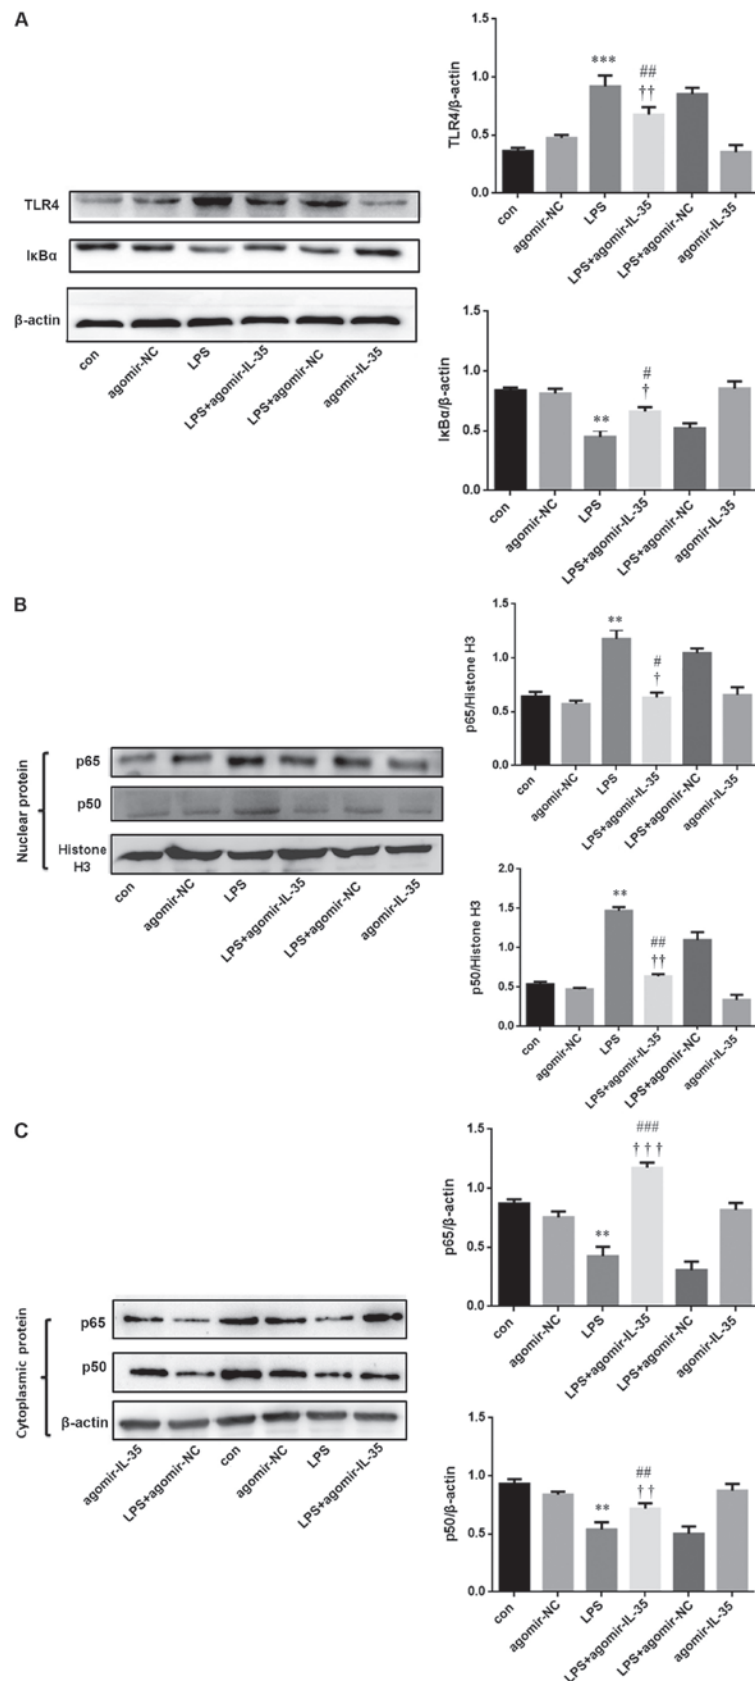 A
TLR4
IκBα
β-actin
con
agomir-NC
LPS
LPS+agomir-IL-35
LPS+agomir-NC
agomir-IL-35
TLR4/β-actin
1.5
1.0
0.5
0.0
***
##
††
con
agomir-NC
LPS
LPS+agomir-IL-35
LPS+agomir-NC
agomir-IL-35
IκBα/β-actin
1.5
1.0
0.5
0.0
**
#
†
con
agomir-NC
LPS
LPS+agomir-IL-35
LPS+agomir-NC
agomir-IL-35
B
Nuclear protein
p65
p50
Histone
H3
con
agomir-NC
LPS
LPS+agomir-IL-35
LPS+agomir-NC
agomir-IL-35
p65/Histone H3
1.5
1.0
0.5
0.0
**
#
†
con
agomir-NC
LPS
LPS+agomir-IL-35
LPS+agomir-NC
agomir-IL-35
p50/Histone H3
2.0
1.5
1.0
0.5
0.0
**
##
††
con
agomir-NC
LPS
LPS+agomir-IL-35
LPS+agomir-NC
agomir-IL-35
C
Cytoplasmic protein
p65
p50
β-actin
agomir-IL-35
LPS+agomir-NC
con
agomir-NC
LPS
LPS+agomir-IL-35
p65/β-actin
1.5
1.0
0.5
0.0
**
###
† † †
con
agomir-NC
LPS
LPS+agomir-IL-35
LPS+agomir-NC
agomir-IL-35
p50/β-actin
1.5
1.0
0.5
0.0
**
##
† †
con
agomir-NC
LPS
LPS+agomir-IL-35
LPS+agomir-NC
agomir-IL-35